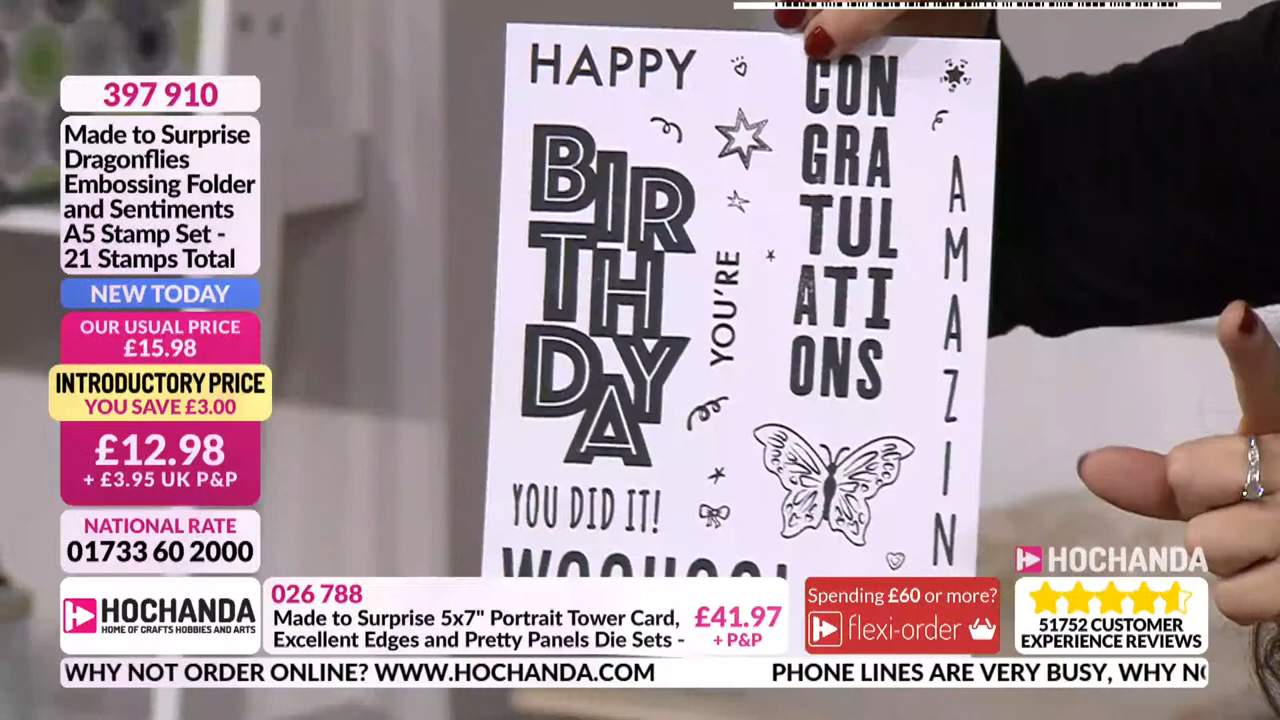 397 910
Made to Surprise
Dragonflies
Embossing Folder
and Sentiments
A5 Stamp Set -
21 Stamps Total
NEW TODAY
OUR USUAL PRICE
£15.98
INTRODUCTORY PRICE
YOU SAVE £3.00
£12.98
+ £3.95 UK P&P
NATIONAL RATE
01733 60 2000
HAPPY
BIR
TH
DAY
YOU DID IT!
YOU'RE
CON
GRA
TUL
ATI
ONS
AMAZIN
HOCHANDA
HOCHANDA
HOME OF CRAFTS HOBBIES AND ARTS
026 788
Made to Surprise 5x7" Portrait Tower Card,
Excellent Edges and Pretty Panels Die Sets -
£41.97
+ P&P
Spending £60 or more?
flexi-order
51752 CUSTOMER
EXPERIENCE REVIEWS
WHY NOT ORDER ONLINE? WWW.HOCHANDA.COM
PHONE LINES ARE VERY BUSY, WHY